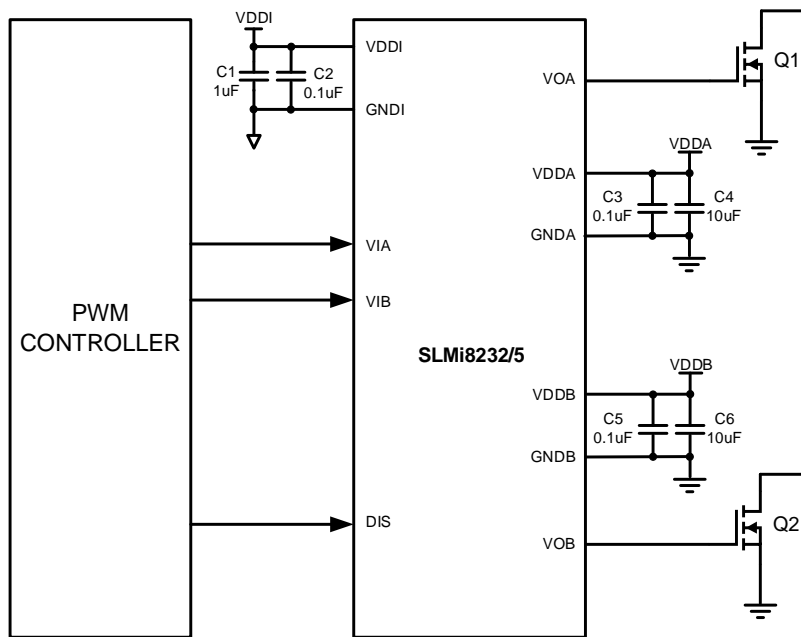 VDDI
C1
1uF
C2
0.1uF
VDDI
GNDI
VOA
Q1
VDDA
VDDA
C3
0.1uF
C4
10uF
GNDA
VIA
VIB
PWM
CONTROLLER
SLMi8232/5
VDDB
VDDB
C5
0.1uF
C6
10uF
GNDB
DIS
VOB
Q2